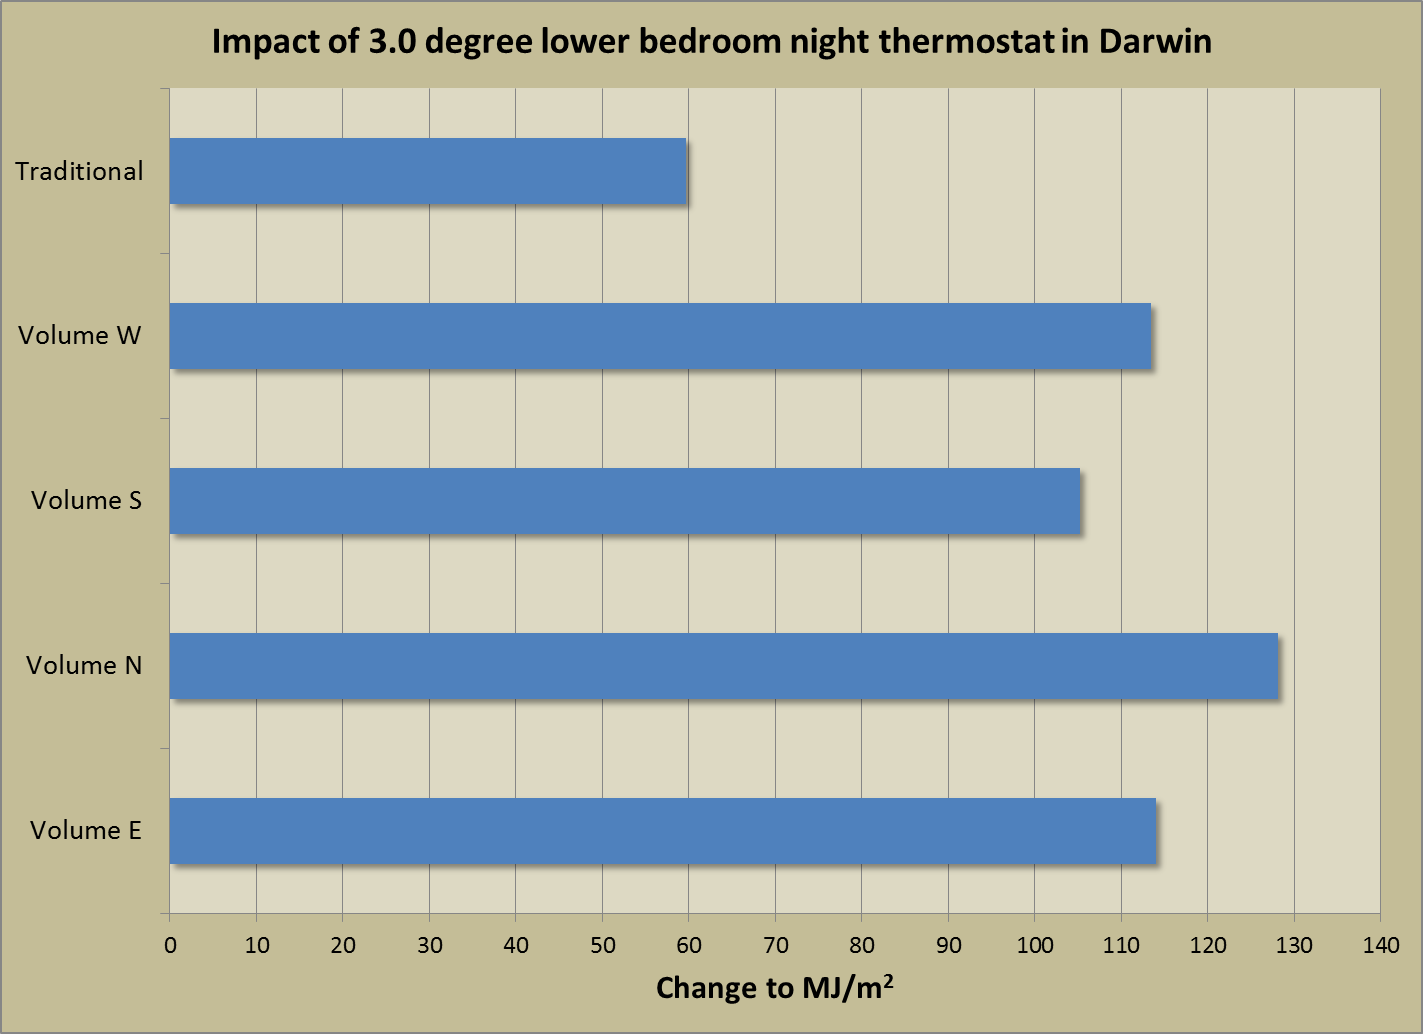 Impact of 3.0 degree lower bedroom night thermostat in Darwin
Traditional
Volume W
Volume S
Volume N
Volume E
0 10 20 30 40 50 60 70 80 90 100 110 120 130 140
Change to MJ/m²